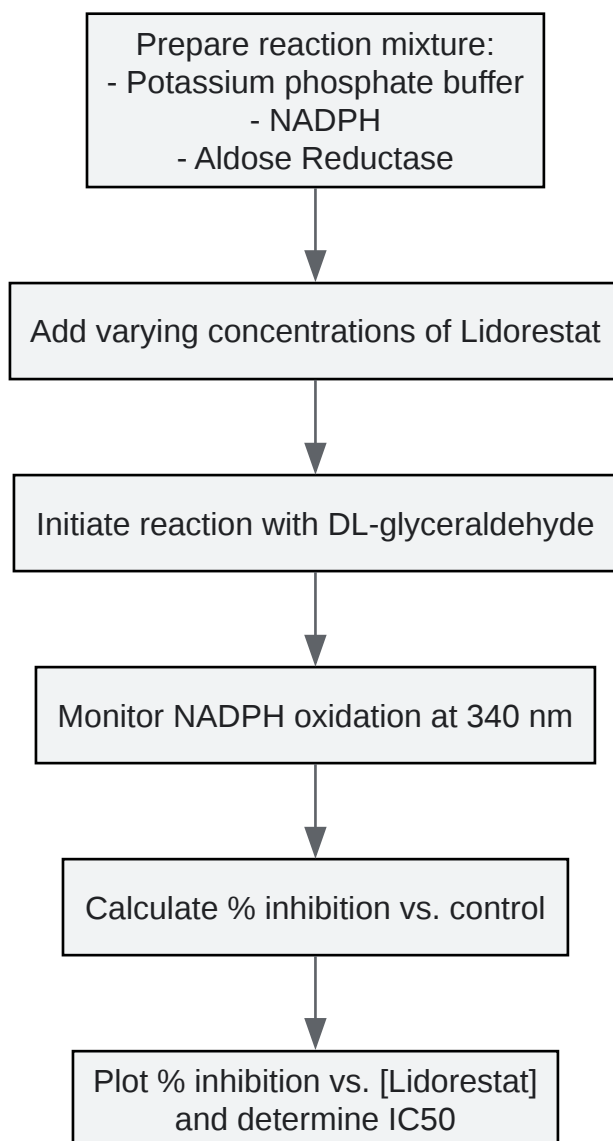 Prepare reaction mixture:
- Potassium phosphate buffer
- NADPH
- Aldose Reductase
Add varying concentrations of Lidorestat
Initiate reaction with DL-glyceraldehyde
Monitor NADPH oxidation at 340 nm
Calculate % inhibition vs. control
Plot % inhibition vs. [Lidorestat]
and determine IC50